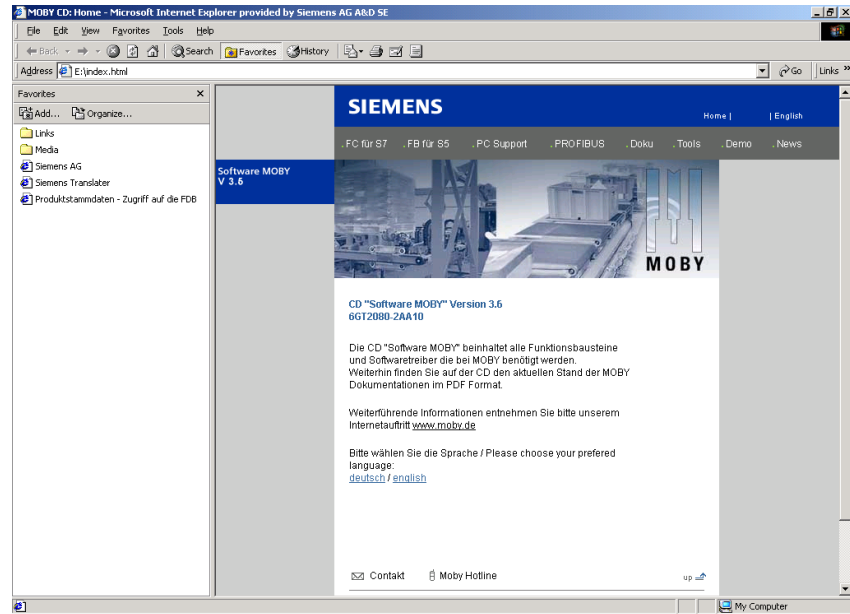 MOBY CD: Home - Microsoft Internet Explorer provided by Siemens AG A&D SE
File Edit View Favorites Tools Help
Back Search Favorites History
Address E:\index.html Go Links »
Favorites
Add... Organize...
Links
Media
Siemens AG
Siemens Translater
Produktstammdaten - Zugriff auf die FDB
SIEMENS
Home | | English
.FC für S7 .FB für S5 .PC Support .PROFIBUS .Doku .Tools .Demo .News
Software MOBY
V 3.6
MOBY
CD "Software MOBY" Version 3.6
6GT2080-2AA10
Die CD "Software MOBY" beinhaltet alle Funktionsbausteine
und Softwaretreiber die bei MOBY benötigt werden.
Weiterhin finden Sie auf der CD den aktuellen Stand der MOBY
Dokumentationen im PDF Format.
Weiterführende Informationen entnehmen Sie bitte unserem
Internetauftritt www.moby.de
Bitte wählen Sie die Sprache / Please choose your prefered
language:
deutsch / english
Contakt Moby Hotline up
My Computer